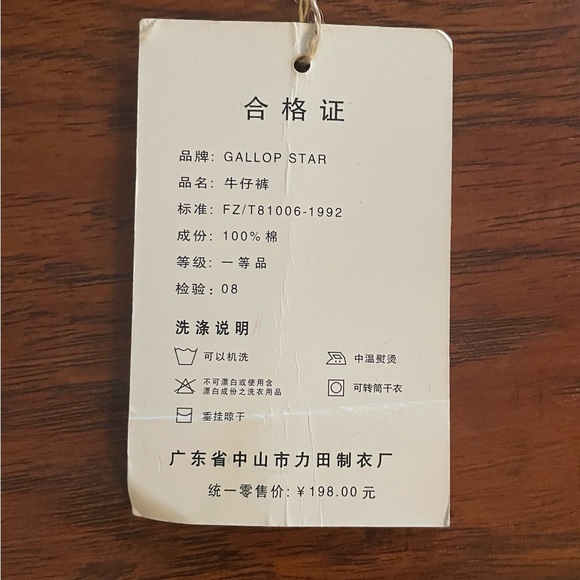 合格证
品牌: GALLOP STAR
品名: 牛仔裤
标准: FZ/T81006-1992
成份: 100% 棉
等级: 一等品
检验: 08
洗涤说明
可以机洗
中温熨烫
不可漂白或使用含
漂白成份之洗衣用品
可转筒干衣
垂挂晾干
广东省中山市力田制衣厂
统一零售价: ¥198.00 元